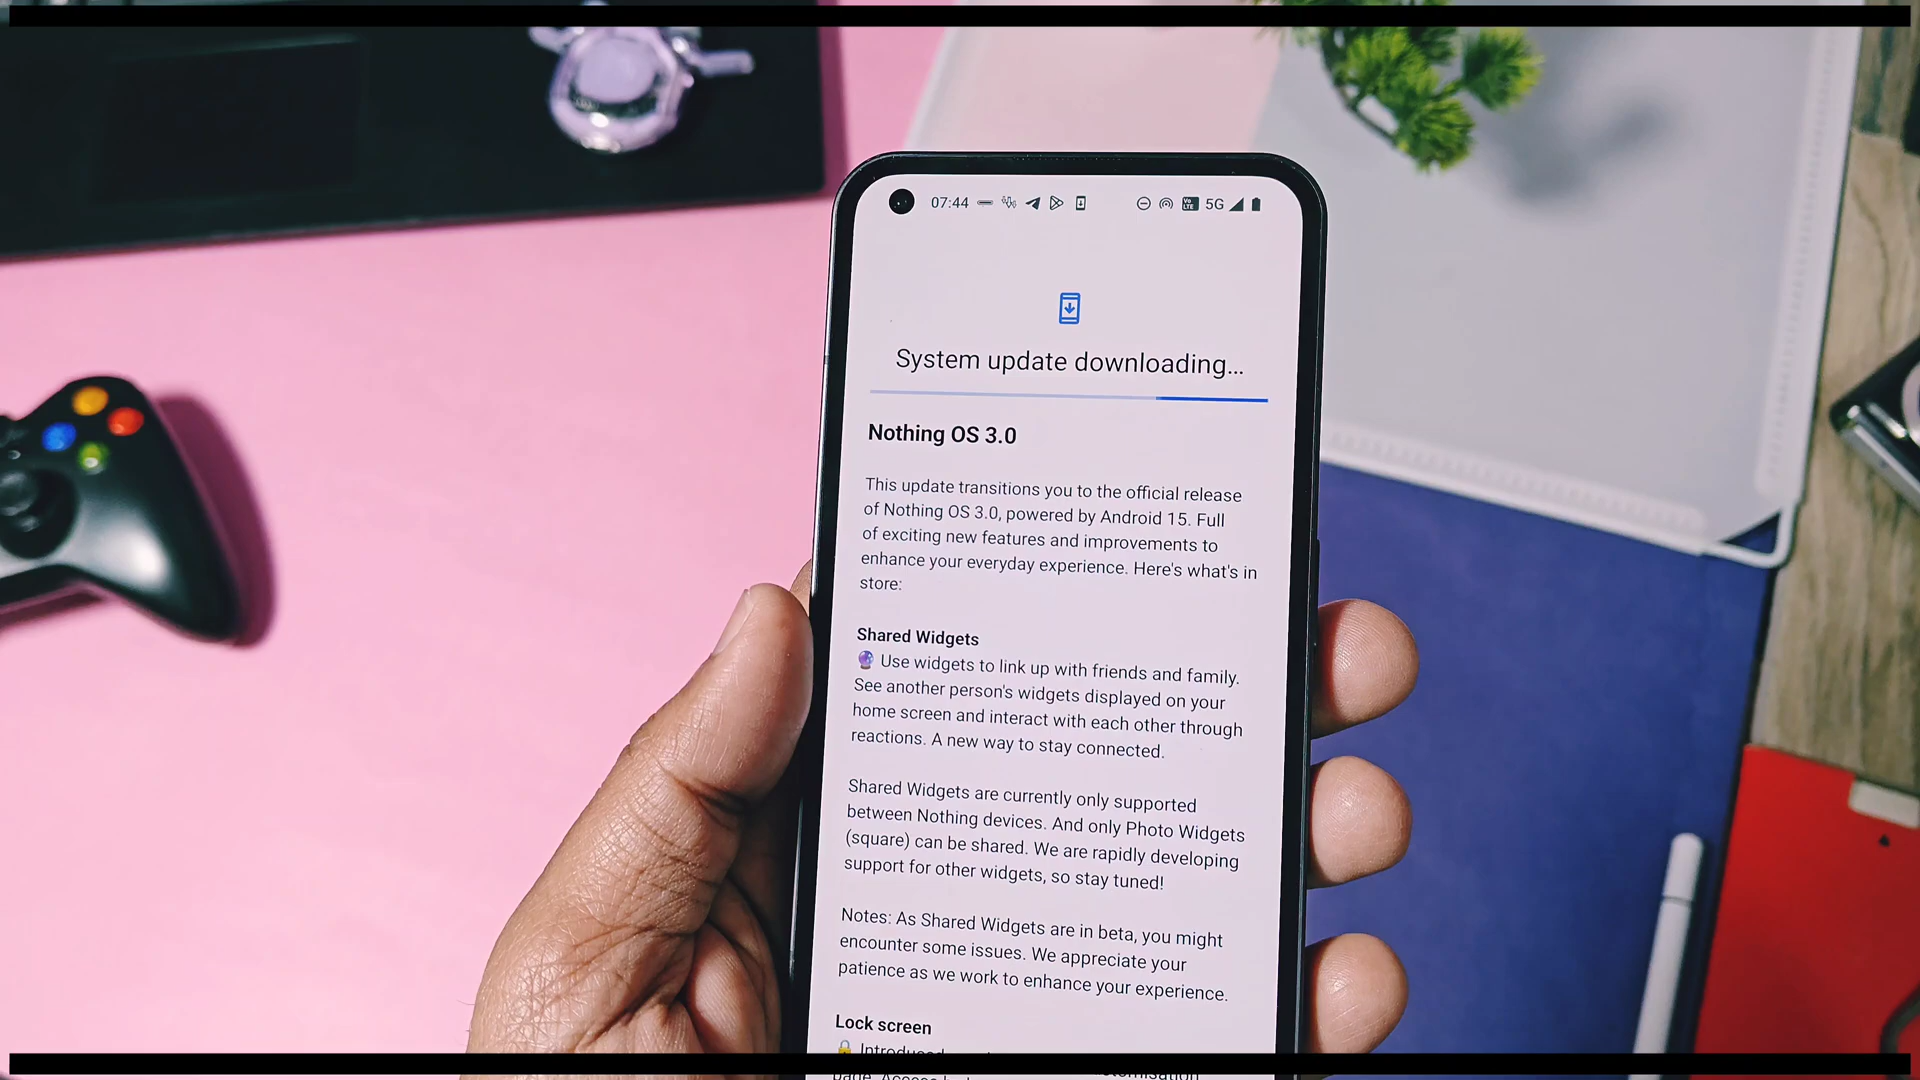 07:44 Vo LTE 5G
System update downloading...
Nothing OS 3.0
This update transitions you to the official release
of Nothing OS 3.0, powered by Android 15. Full
of exciting new features and improvements to
enhance your everyday experience. Here's what's in
store:
Shared Widgets
🔮 Use widgets to link up with friends and family.
See another person's widgets displayed on your
home screen and interact with each other through
reactions. A new way to stay connected.
Shared Widgets are currently only supported
between Nothing devices. And only Photo Widgets
(square) can be shared. We are rapidly developing
support for other widgets, so stay tuned!
Notes: As Shared Widgets are in beta, you might
encounter some issues. We appreciate your
patience as we work to enhance your experience.
Lock screen